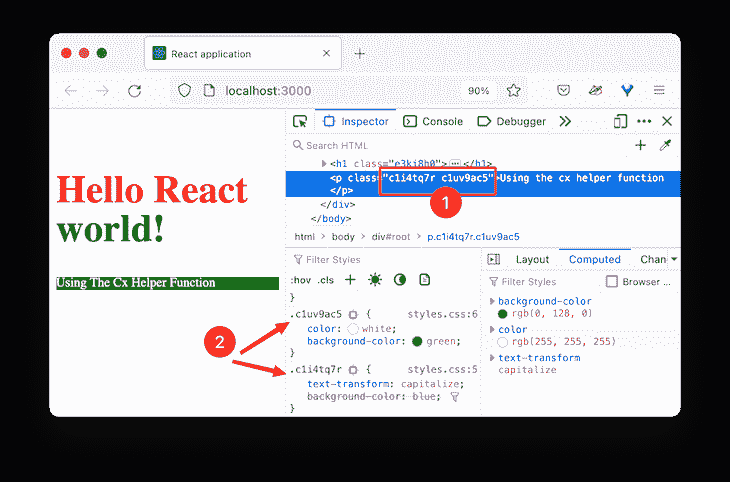 React application
localhost:3000
90%
Inspector
Console
Debugger
Search HTML
<h1 class="e3ki8h0"> </h1>
<p class="c1i4tq7r c1uv9ac5">Using the cx helper function
</p>
</div>
</body>
html > body > div#root > p.c1i4tq7r.c1uv9ac5
1
Hello React
world!
Using The Cx Helper Function
Filter Styles
:hov .cls
}
.c1uv9ac5 { styles.css:6
color: white;
background-color: green;
}
.c1i4tq7r { styles.css:5
text-transform: capitalize;
background-color: blue;
}
2
Layout
Computed
Chan
Filter Styles
Browser ...
background-color
rgb(0, 128, 0)
color
rgb(255, 255, 255)
text-transform
capitalize